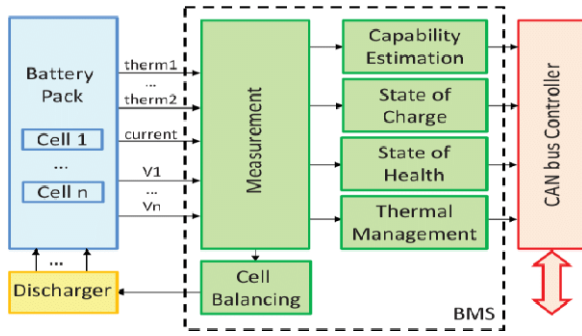 Battery
Pack
Cell 1
...
Cell n
therm1
...
therm2
current
V1
...
Vn
Measurement
Capability
Estimation
State of
Charge
State of
Health
Thermal
Management
CAN bus Controller
...
Discharger
Cell
Balancing
BMS